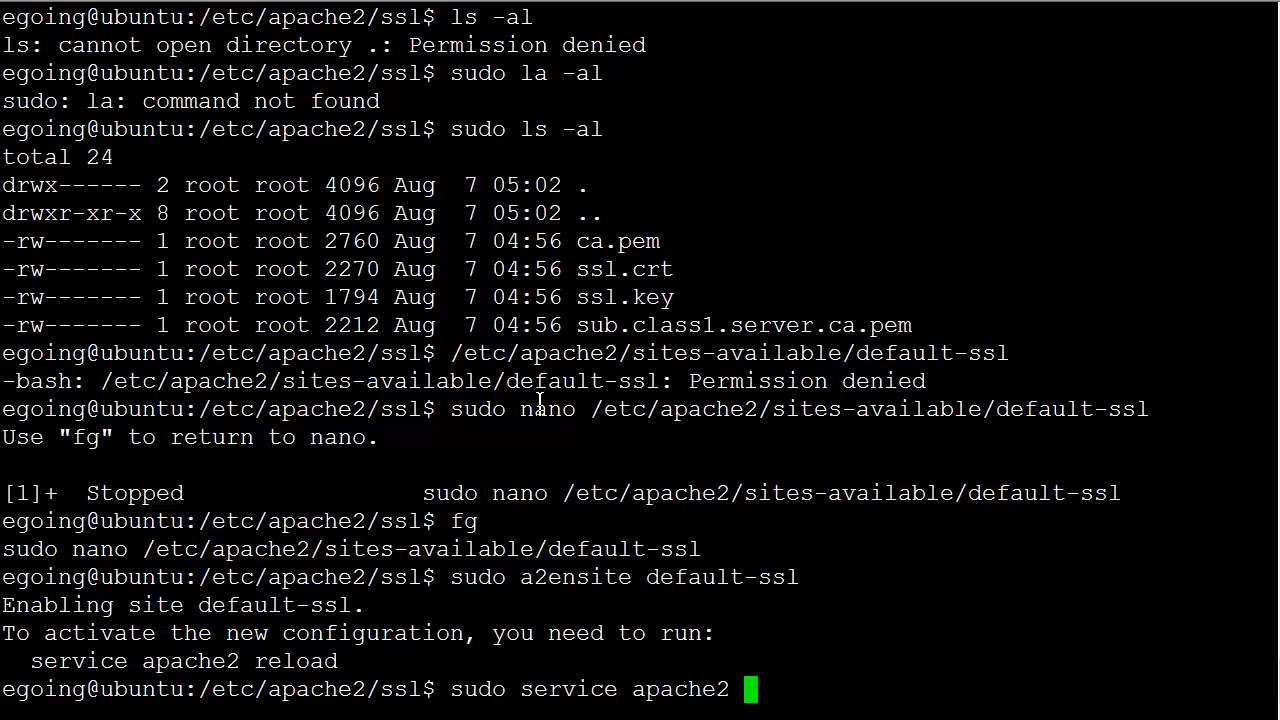 egoing@ubuntu:/etc/apache2/ssl$ ls -al
ls: cannot open directory .: Permission denied
egoing@ubuntu:/etc/apache2/ssl$ sudo la -al
sudo: la: command not found
egoing@ubuntu:/etc/apache2/ssl$ sudo ls -al
total 24
drwx------ 2 root root 4096 Aug  7 05:02 .
drwxr-xr-x 8 root root 4096 Aug  7 05:02 ..
-rw------- 1 root root 2760 Aug  7 04:56 ca.pem
-rw------- 1 root root 2270 Aug  7 04:56 ssl.crt
-rw------- 1 root root 1794 Aug  7 04:56 ssl.key
-rw------- 1 root root 2212 Aug  7 04:56 sub.class1.server.ca.pem
egoing@ubuntu:/etc/apache2/ssl$ /etc/apache2/sites-available/default-ssl
-bash: /etc/apache2/sites-available/default-ssl: Permission denied
egoing@ubuntu:/etc/apache2/ssl$ sudo nano /etc/apache2/sites-available/default-ssl
Use "fg" to return to nano.
[1]+  Stopped                 sudo nano /etc/apache2/sites-available/default-ssl
egoing@ubuntu:/etc/apache2/ssl$ fg
sudo nano /etc/apache2/sites-available/default-ssl
egoing@ubuntu:/etc/apache2/ssl$ sudo a2ensite default-ssl
Enabling site default-ssl.
To activate the new configuration, you need to run:
  service apache2 reload
egoing@ubuntu:/etc/apache2/ssl$ sudo service apache2